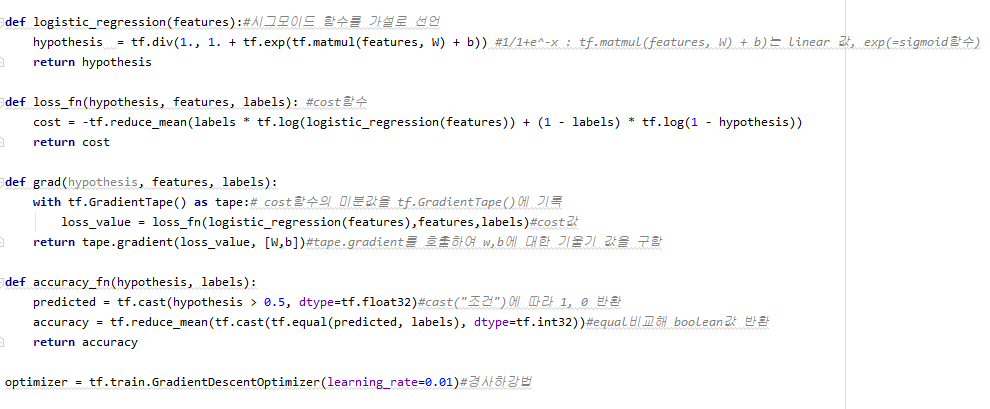 def logistic_regression(features):#시그모이드 함수를 가설로 선언
    hypothesis  = tf.div(1., 1. + tf.exp(tf.matmul(features, W) + b)) #1/1+e^-x : tf.matmul(features, W) + b)는 linear 값, exp(=sigmoid함수)
    return hypothesis
def loss_fn(hypothesis, features, labels): #cost함수
    cost = -tf.reduce_mean(labels * tf.log(logistic_regression(features)) + (1 - labels) * tf.log(1 - hypothesis))
    return cost
def grad(hypothesis, features, labels):
    with tf.GradientTape() as tape:# cost함수의 미분값을 tf.GradientTape()에 기록
        loss_value = loss_fn(logistic_regression(features),features,labels)#cost값
    return tape.gradient(loss_value, [W,b])#tape.gradient를 호출하여 w,b에 대한 기울기 값을 구함
def accuracy_fn(hypothesis, labels):
    predicted = tf.cast(hypothesis > 0.5, dtype=tf.float32)#cast("조건")에 따라 1, 0 반환
    accuracy = tf.reduce_mean(tf.cast(tf.equal(predicted, labels), dtype=tf.int32))#equal비교해 boolean값 반환
    return accuracy
optimizer = tf.train.GradientDescentOptimizer(learning_rate=0.01)#경사하강법